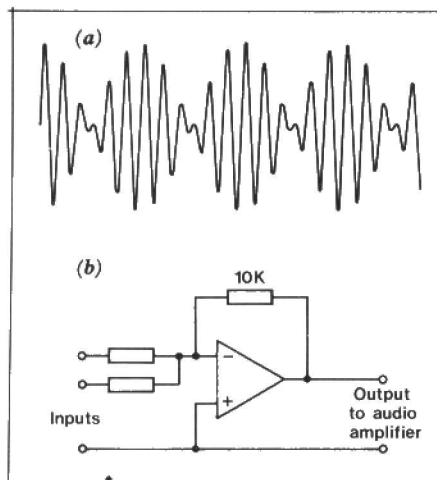 (a)
(b)
10K
−
+
Inputs
Output
to audio
amplifier